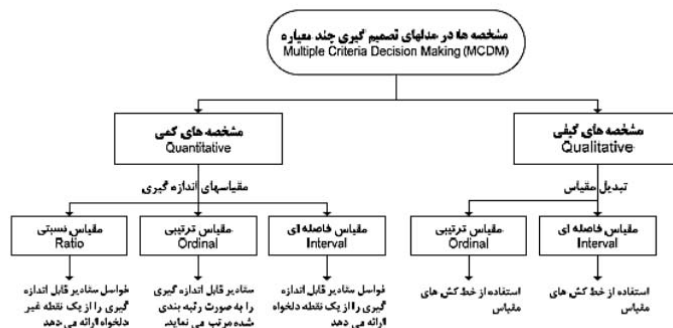 مشخصه ها در مدلهای تصمیم گیری چند معیاره
Multiple Criteria Decision Making (MCDM)
مشخصه های کمی
Quantitative
مشخصه های کیفی
Qualitative
مقیاسهای اندازه گیری
تبدیل مقیاس
مقیاس نسبتی
Ratio
مقیاس ترتیبی
Ordinal
مقیاس فاصله ای
Interval
مقیاس ترتیبی
Ordinal
مقیاس فاصله ای
Interval
فواصل مقادیر قابل اندازه
گیری را از یک نقطه غیر
دلخواه ارائه می دهد
مقادیر قابل اندازه گیری
را به صورت رتبه بندی
شده مرتب می نماید.
فواصل مقادیر قابل اندازه
گیری را از یک نقطه دلخواه
ارائه می دهد
استفاده از خط کش های
مقیاس
استفاده از خط کش های
مقیاس